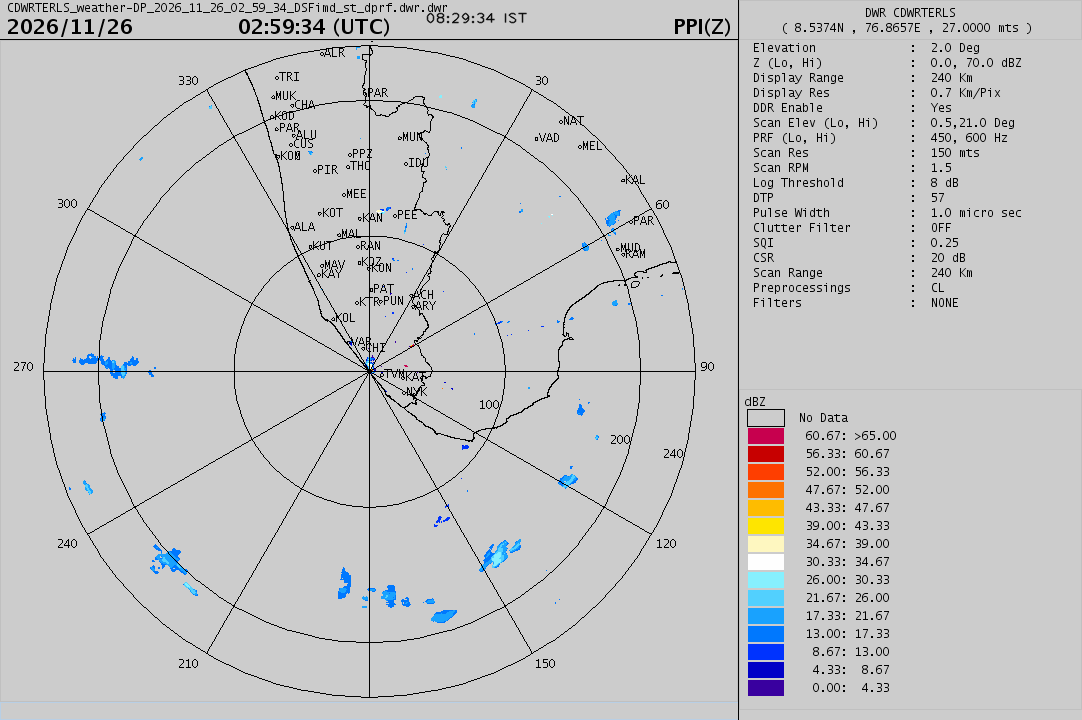 CDWRTERLS_weather-DP_2026_11_26_02_59_34_DSFimd_st_dprf.dwr.dwr
2026/11/26 02:59:34 (UTC) 08:29:34 IST PPI(Z)
DWR CDWRTERLS
( 8.5374N , 76.8657E , 27.0000 mts )
Elevation : 2.0 Deg
Z (Lo, Hi) : 0.0, 70.0 dBZ
Display Range : 240 Km
Display Res : 0.7 Km/Pix
DDR Enable : Yes
Scan Elev (Lo, Hi) : 0.5,21.0 Deg
PRF (Lo, Hi) : 450, 600 Hz
Scan Res : 150 mts
Scan RPM : 1.5
Log Threshold : 8 dB
DTP : 57
Pulse Width : 1.0 micro sec
Clutter Filter : OFF
SQI : 0.25
CSR : 20 dB
Scan Range : 240 Km
Preprocessings : CL
Filters : NONE
dBZ
No Data
60.67: >65.00
56.33: 60.67
52.00: 56.33
47.67: 52.00
43.33: 47.67
39.00: 43.33
34.67: 39.00
30.33: 34.67
26.00: 30.33
21.67: 26.00
17.33: 21.67
13.00: 17.33
8.67: 13.00
4.33: 8.67
0.00: 4.33
ALR
330
TRI
30
MUK
PAR
CHA
KOD
NAT
PAR
ALU
MUN
VAD
CUS
MEL
KOM
PPZ
THO
IDU
PIR
KAL
MEE
300
60
KOT
KAN
PEE
PAR
ALA
MAL
KUT
RAN
MUD
RAM
MAV
KOZ
KON
KAY
PAT
ACH
KTR
PUN
ARY
KOL
VAR
CHI
270
90
TVM
KAT
NYK
100
200
240
240
120
210
150